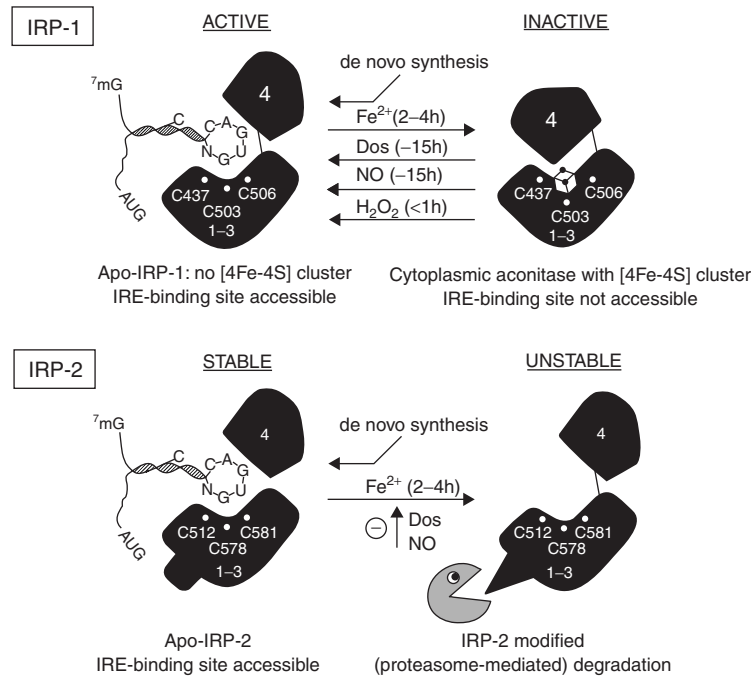 IRP-1
ACTIVE
INACTIVE
de novo synthesis
⁷mG
4
4
C
C A G U G N
Fe²⁺(2–4h)
Dos (–15h)
NO (–15h)
H₂O₂ (<1h)
AUG
C437
C506
C503
1–3
C437
C506
C503
1–3
Apo-IRP-1: no [4Fe-4S] cluster
IRE-binding site accessible
Cytoplasmic aconitase with [4Fe-4S] cluster
IRE-binding site not accessible
IRP-2
STABLE
UNSTABLE
de novo synthesis
⁷mG
4
4
C
C A G U G N
Fe²⁺ (2–4h)
− Dos
NO
AUG
C512
C581
C578
1–3
C512
C581
C578
1–3
Apo-IRP-2
IRE-binding site accessible
IRP-2 modified
(proteasome-mediated) degradation